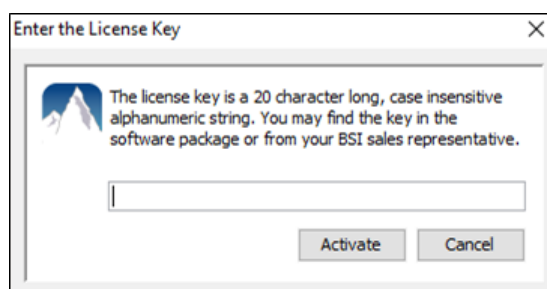 Enter the License Key
The license key is a 20 character long, case insensitive
alphanumeric string. You may find the key in the
software package or from your BSI sales representative.
Activate Cancel